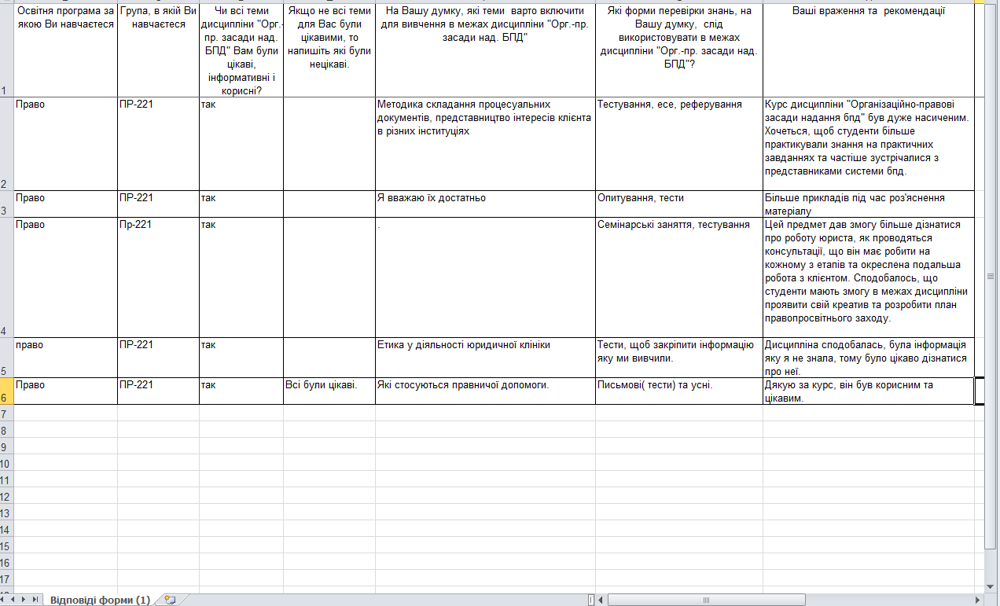 Освітня програма за
якою Ви навчаєтеся
Група, в якій Ви
навчаєтеся
Чи всі теми
дисципліни "Орг.-
пр. засади над.
БПД" Вам були
цікаві,
інформативні і
корисні?
Якщо не всі теми
для Вас були
цікавими, то
напишіть які були
нецікаві.
На Вашу думку, які теми  варто включити
для вивчення в межах дисципліни "Орг.-пр.
засади над. БПД"
Які форми перевірки знань, на
Вашу думку,  слід
використовувати в межах
дисципліни "Орг.-пр. засади над.
БПД"?
Ваші враження та  рекомендації
1
Право
ПР-221
так
Методика складання процесуальних
документів, представництво інтересів клієнта
в різних інституціях
Тестування, есе, реферування
Курс дисципліни "Організаційно-правові
засади надання бпд" був дуже насиченим.
Хочеться, щоб студенти більше
практикували знання на практичних
завданнях та частіше зустрічалися з
представниками системи бпд.
2
Право
ПР-221
так
Я вважаю їх достатньо
Опитування, тести
Більше прикладів під час роз'яснення
матеріалу
3
Право
Пр-221
так
.
Семінарські заняття, тестування
Цей предмет дав змогу більше дізнатися
про роботу юриста, як проводяться
консультації, що він має робити на
кожному з етапів та окреслена подальша
робота з клієнтом. Сподобалось, що
студенти мають змогу в межах дисципліни
проявити свій креатив та розробити план
правопросвітнього заходу.
4
право
ПР-221
так
Етика у діяльності юридичної клініки
Тести, щоб закріпити інформацію
яку ми вивчили.
Дисципліна сподобалась, була інформація
яку я не знала, тому було цікаво дізнатися
про неї.
5
Право
ПР-221
так
Всі були цікаві.
Які стосуються правничої допомоги.
Письмові( тести) та усні.
Дякую за курс, він був корисним та
цікавим.
6
7
8
9
10
11
12
13
14
15
16
17
Відповіді форми (1)